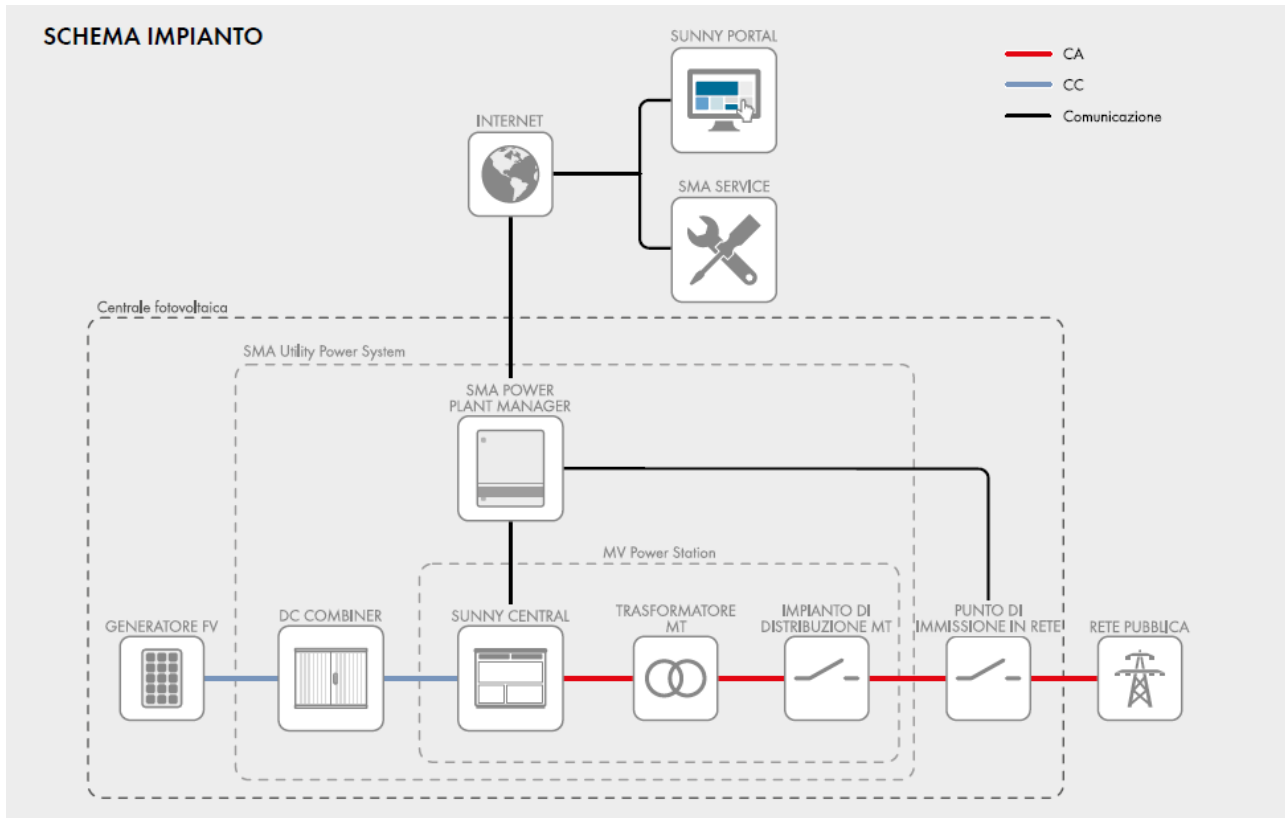 SCHEMA IMPIANTO
SUNNY PORTAL
CA
CC
Comunicazione
INTERNET
SMA SERVICE
Centrale fotovoltaica
SMA Utility Power System
SMA POWER
PLANT MANAGER
MV Power Station
GENERATORE FV
DC COMBINER
SUNNY CENTRAL
TRASFORMATORE
MT
IMPIANTO DI
DISTRIBUZIONE MT
PUNTO DI
IMMISSIONE IN RETE
RETE PUBBLICA